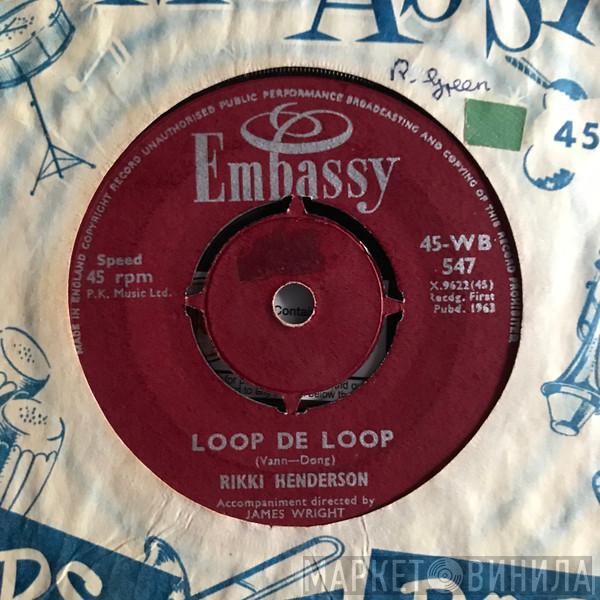 R. Green
45
MADE IN ENGLAND COPYRIGHT RECORD UNAUTHORISED PUBLIC PERFORMANCE BROADCASTING AND COPYING OF THIS RECORD PROHIBITED
Embassy
Speed
45 rpm
P.K. Music Ltd.
45-WB
547
X.9622(45)
Recdg. First
Pubd. 1963
Conta
LOOP DE LOOP
(Vann—Dong)
RIKKI HENDERSON
Accompaniment directed by
JAMES WRIGHT
МАРКЕТ ВИНИЛА